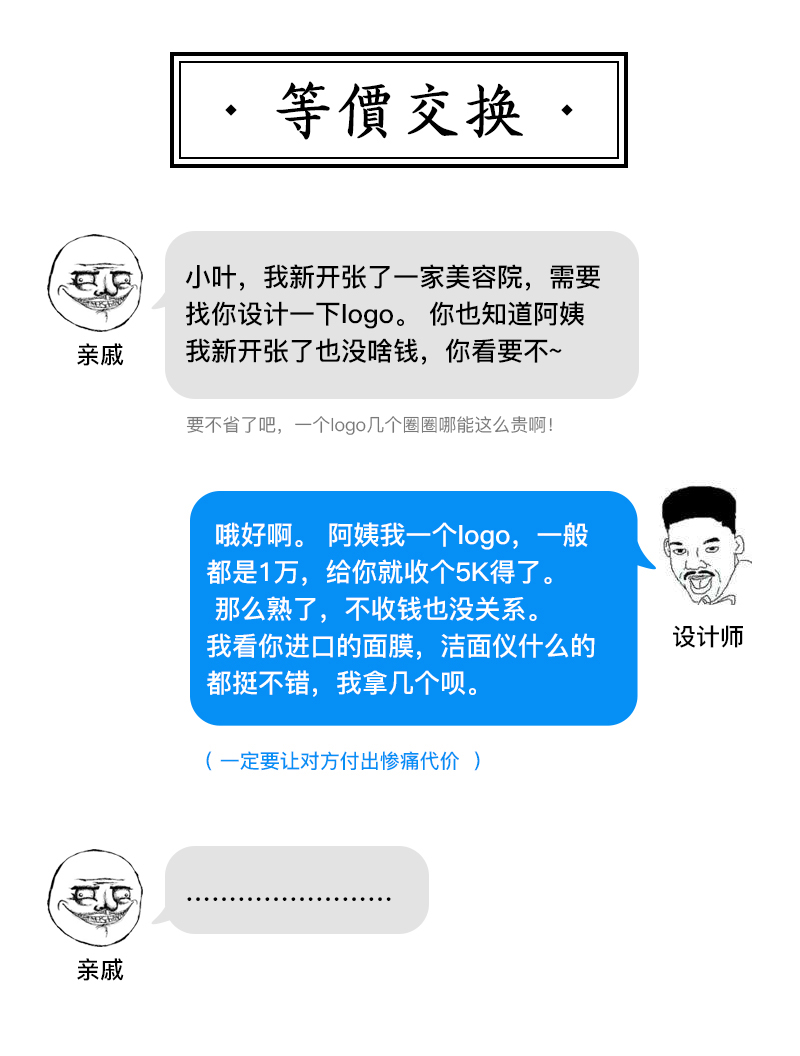 · 等價交换 ·
小叶，我新开张了一家美容院，需要
找你设计一下logo。 你也知道阿姨
我新开张了也没啥钱，你看要不~
亲戚
要不省了吧，一个logo几个圈圈哪能这么贵啊！
哦好啊。 阿姨我一个logo，一般
都是1万，给你就收个5K得了。
那么熟了，不收钱也没关系。
我看你进口的面膜，洁面仪什么的
都挺不错，我拿几个呗。
设计师
（ 一定要让对方付出惨痛代价 ）
........................
亲戚